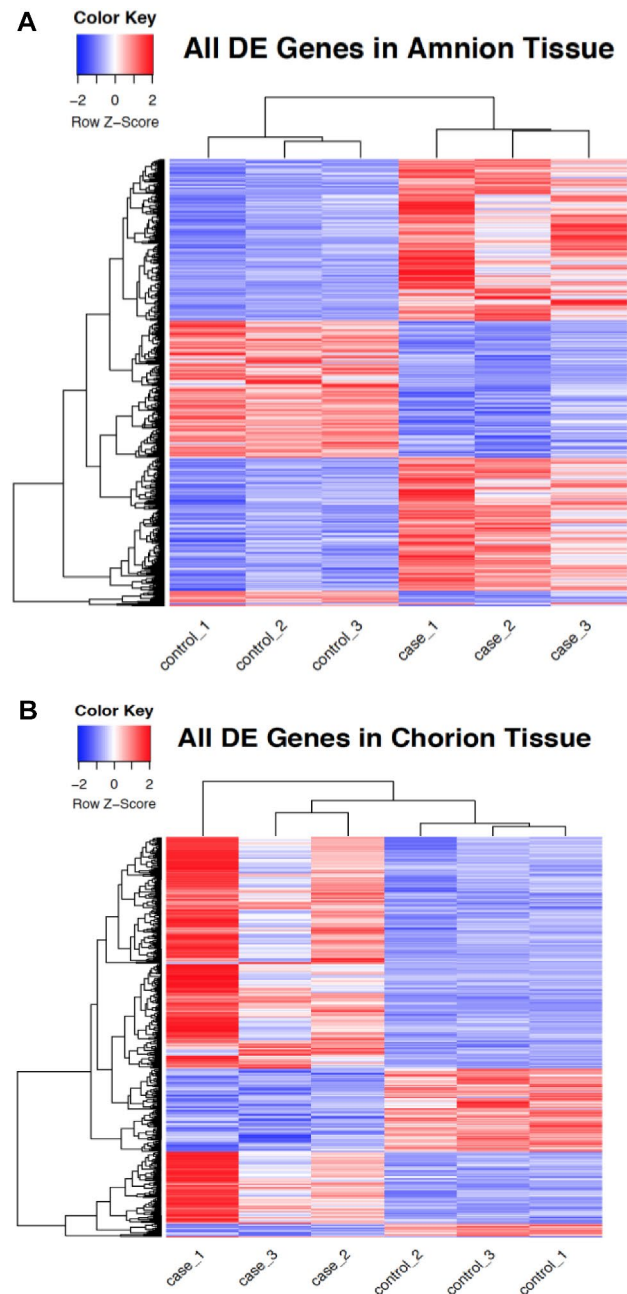 A
Color Key
All DE Genes in Amnion Tissue
−2 0 2
Row Z−Score
control_1 control_2 control_3 case_1 case_2 case_3
B
Color Key
All DE Genes in Chorion Tissue
−2 0 2
Row Z−Score
case_1 case_3 case_2 control_2 control_3 control_1